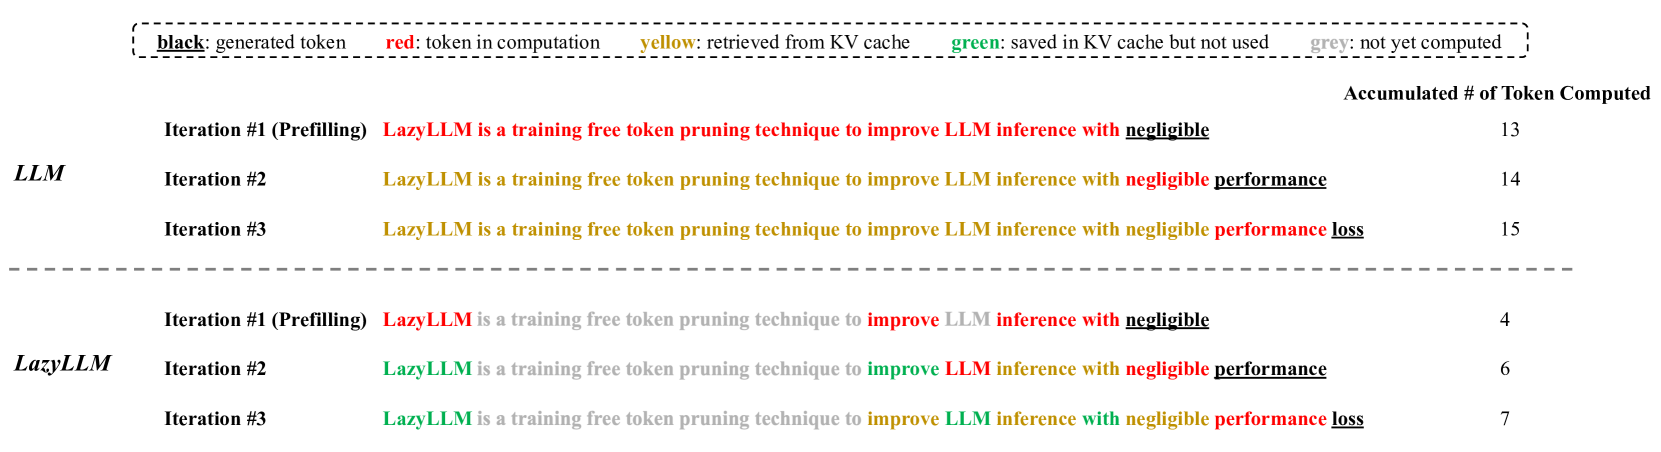 black: generated token red: token in computation yellow: retrieved from KV cache green: saved in KV cache but not used grey: not yet computed
Accumulated # of Token Computed
LLM
Iteration #1 (Prefilling) LazyLLM is a training free token pruning technique to improve LLM inference with negligible 13
Iteration #2 LazyLLM is a training free token pruning technique to improve LLM inference with negligible performance 14
Iteration #3 LazyLLM is a training free token pruning technique to improve LLM inference with negligible performance loss 15
LazyLLM
Iteration #1 (Prefilling) LazyLLM is a training free token pruning technique to improve LLM inference with negligible 4
Iteration #2 LazyLLM is a training free token pruning technique to improve LLM inference with negligible performance 6
Iteration #3 LazyLLM is a training free token pruning technique to improve LLM inference with negligible performance loss 7